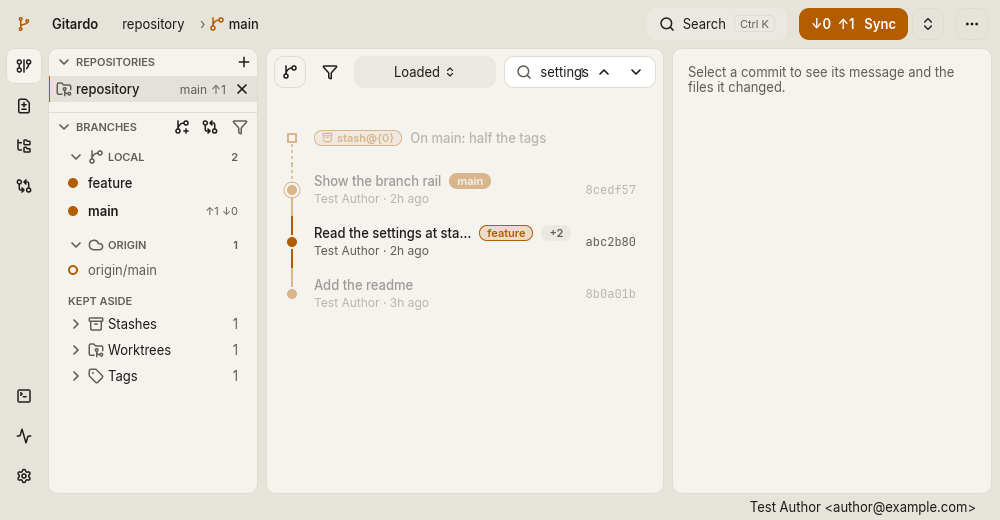 Gitardo repository › main Search Ctrl K ↓0 ↑1 Sync
REPOSITORIES
repository main ↑1
BRANCHES
LOCAL 2
feature
main ↑1 ↓0
ORIGIN 1
origin/main
KEPT ASIDE
Stashes 1
Worktrees 1
Tags 1
Loaded settings
stash@{0} On main: half the tags
Show the branch rail main
Test Author · 2h ago 8cedf57
Read the settings at sta... feature +2
Test Author · 2h ago abc2b80
Add the readme
Test Author · 3h ago 8b0a01b
Select a commit to see its message and the
files it changed.
Test Author <author@example.com>